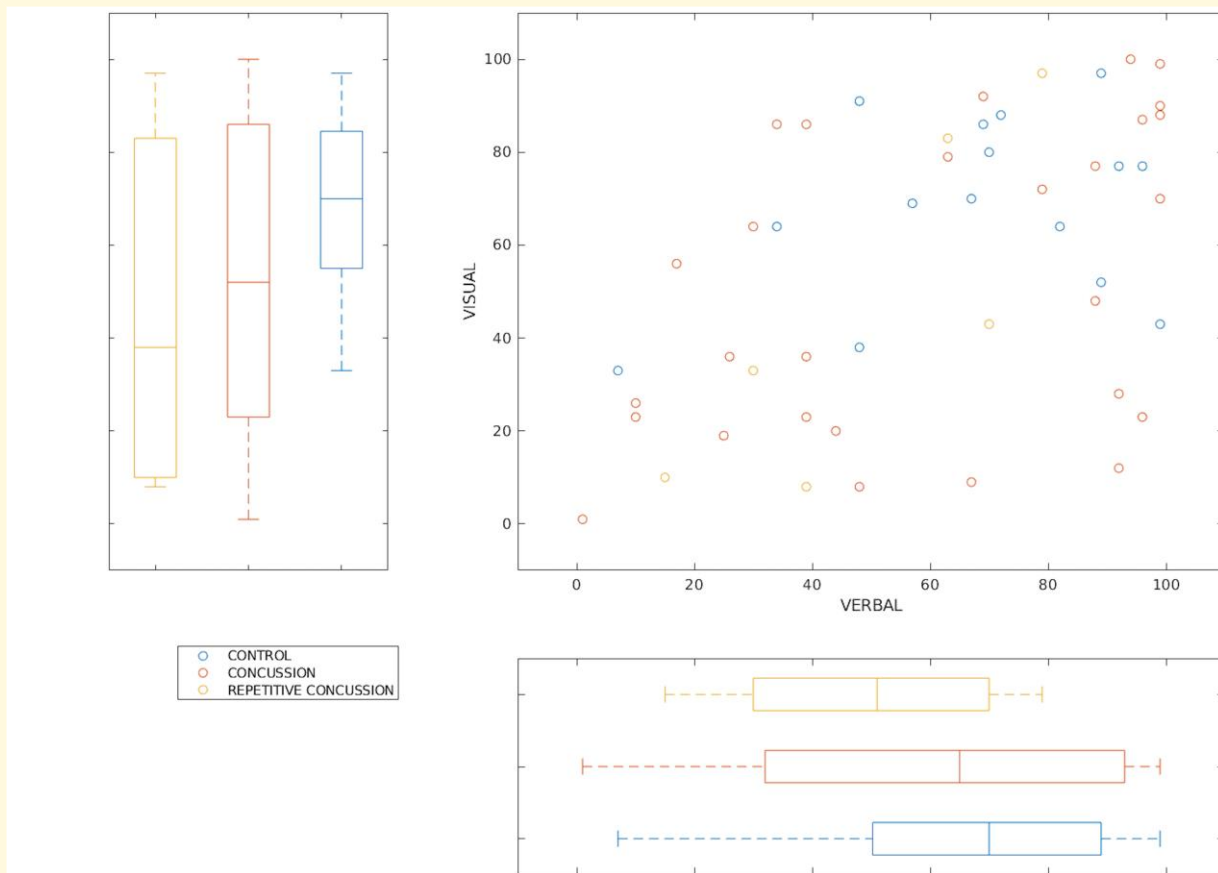 100
80
60
40
20
0
VISUAL
0 20 40 60 80 100
VERBAL
CONTROL
CONCUSSION
REPETITIVE CONCUSSION